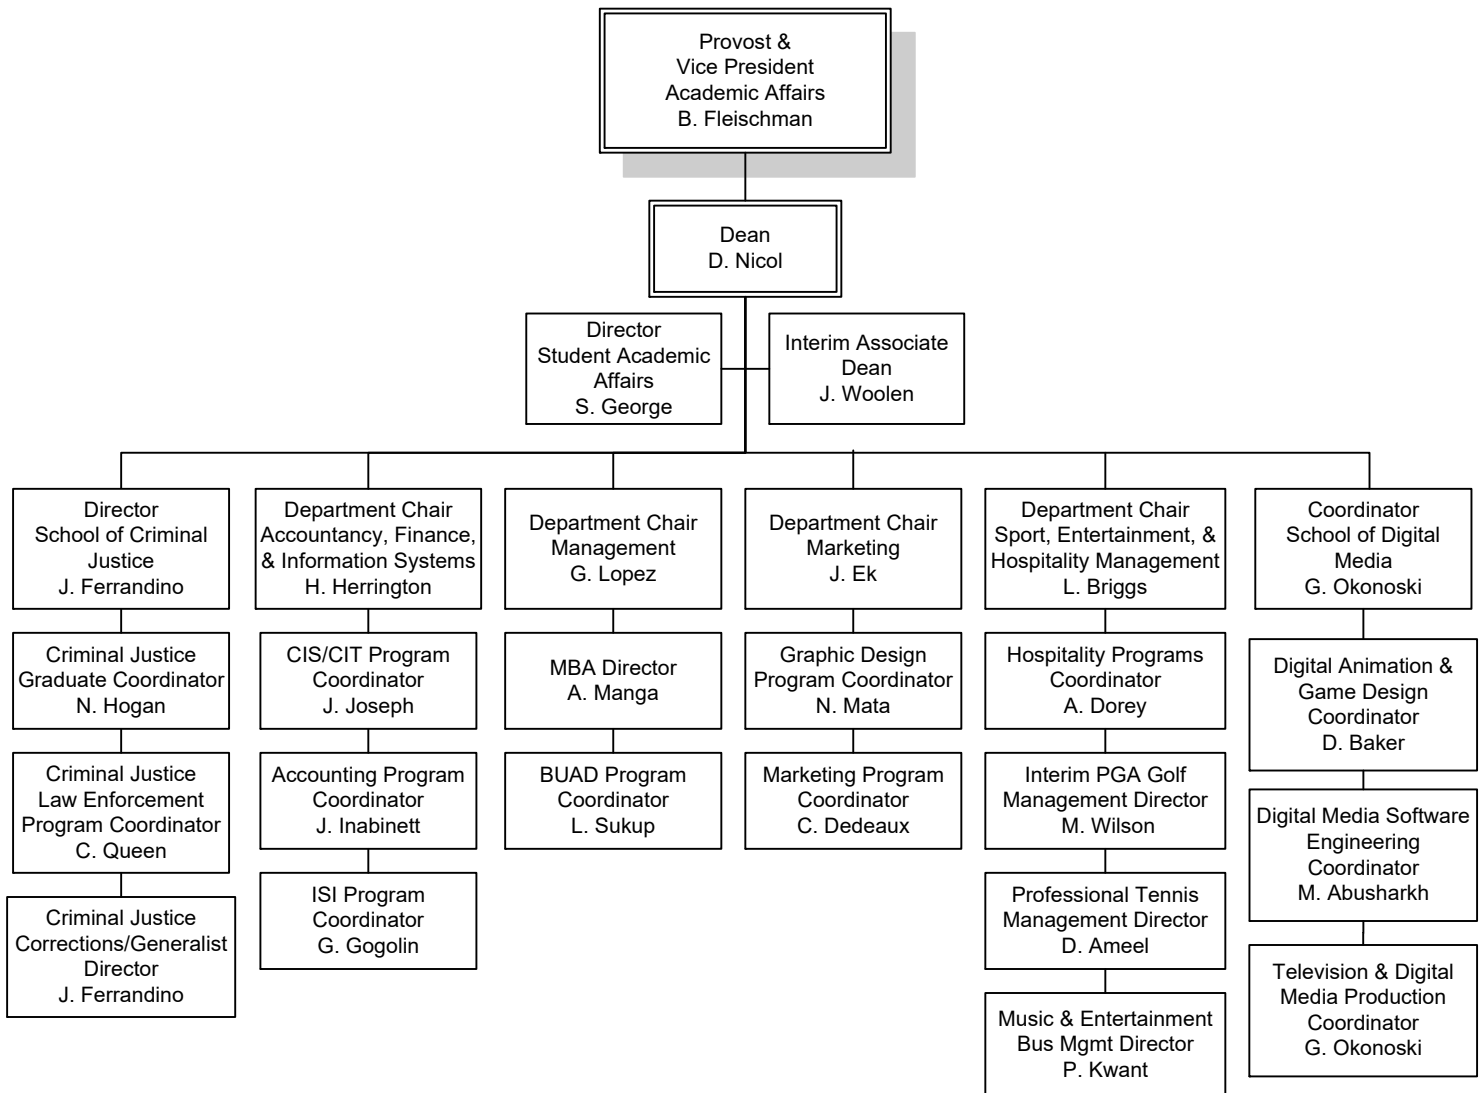 Provost &
Vice President
Academic Affairs
B. Fleischman
Dean
D. Nicol
Director
Student Academic
Affairs
S. George
Interim Associate
Dean
J. Woolen
Director
School of Criminal
Justice
J. Ferrandino
Department Chair
Accountancy, Finance,
& Information Systems
H. Herrington
Department Chair
Management
G. Lopez
Department Chair
Marketing
J. Ek
Department Chair
Sport, Entertainment, &
Hospitality Management
L. Briggs
Coordinator
School of Digital
Media
G. Okonoski
Criminal Justice
Graduate Coordinator
N. Hogan
CIS/CIT Program
Coordinator
J. Joseph
MBA Director
A. Manga
Graphic Design
Program Coordinator
N. Mata
Hospitality Programs
Coordinator
A. Dorey
Digital Animation &
Game Design
Coordinator
D. Baker
Criminal Justice
Law Enforcement
Program Coordinator
C. Queen
Accounting Program
Coordinator
J. Inabinett
BUAD Program
Coordinator
L. Sukup
Marketing Program
Coordinator
C. Dedeaux
Interim PGA Golf
Management Director
M. Wilson
Digital Media Software
Engineering
Coordinator
M. Abusharkh
Criminal Justice
Corrections/Generalist
Director
J. Ferrandino
ISI Program
Coordinator
G. Gogolin
Professional Tennis
Management Director
D. Ameel
Television & Digital
Media Production
Coordinator
G. Okonoski
Music & Entertainment
Bus Mgmt Director
P. Kwant